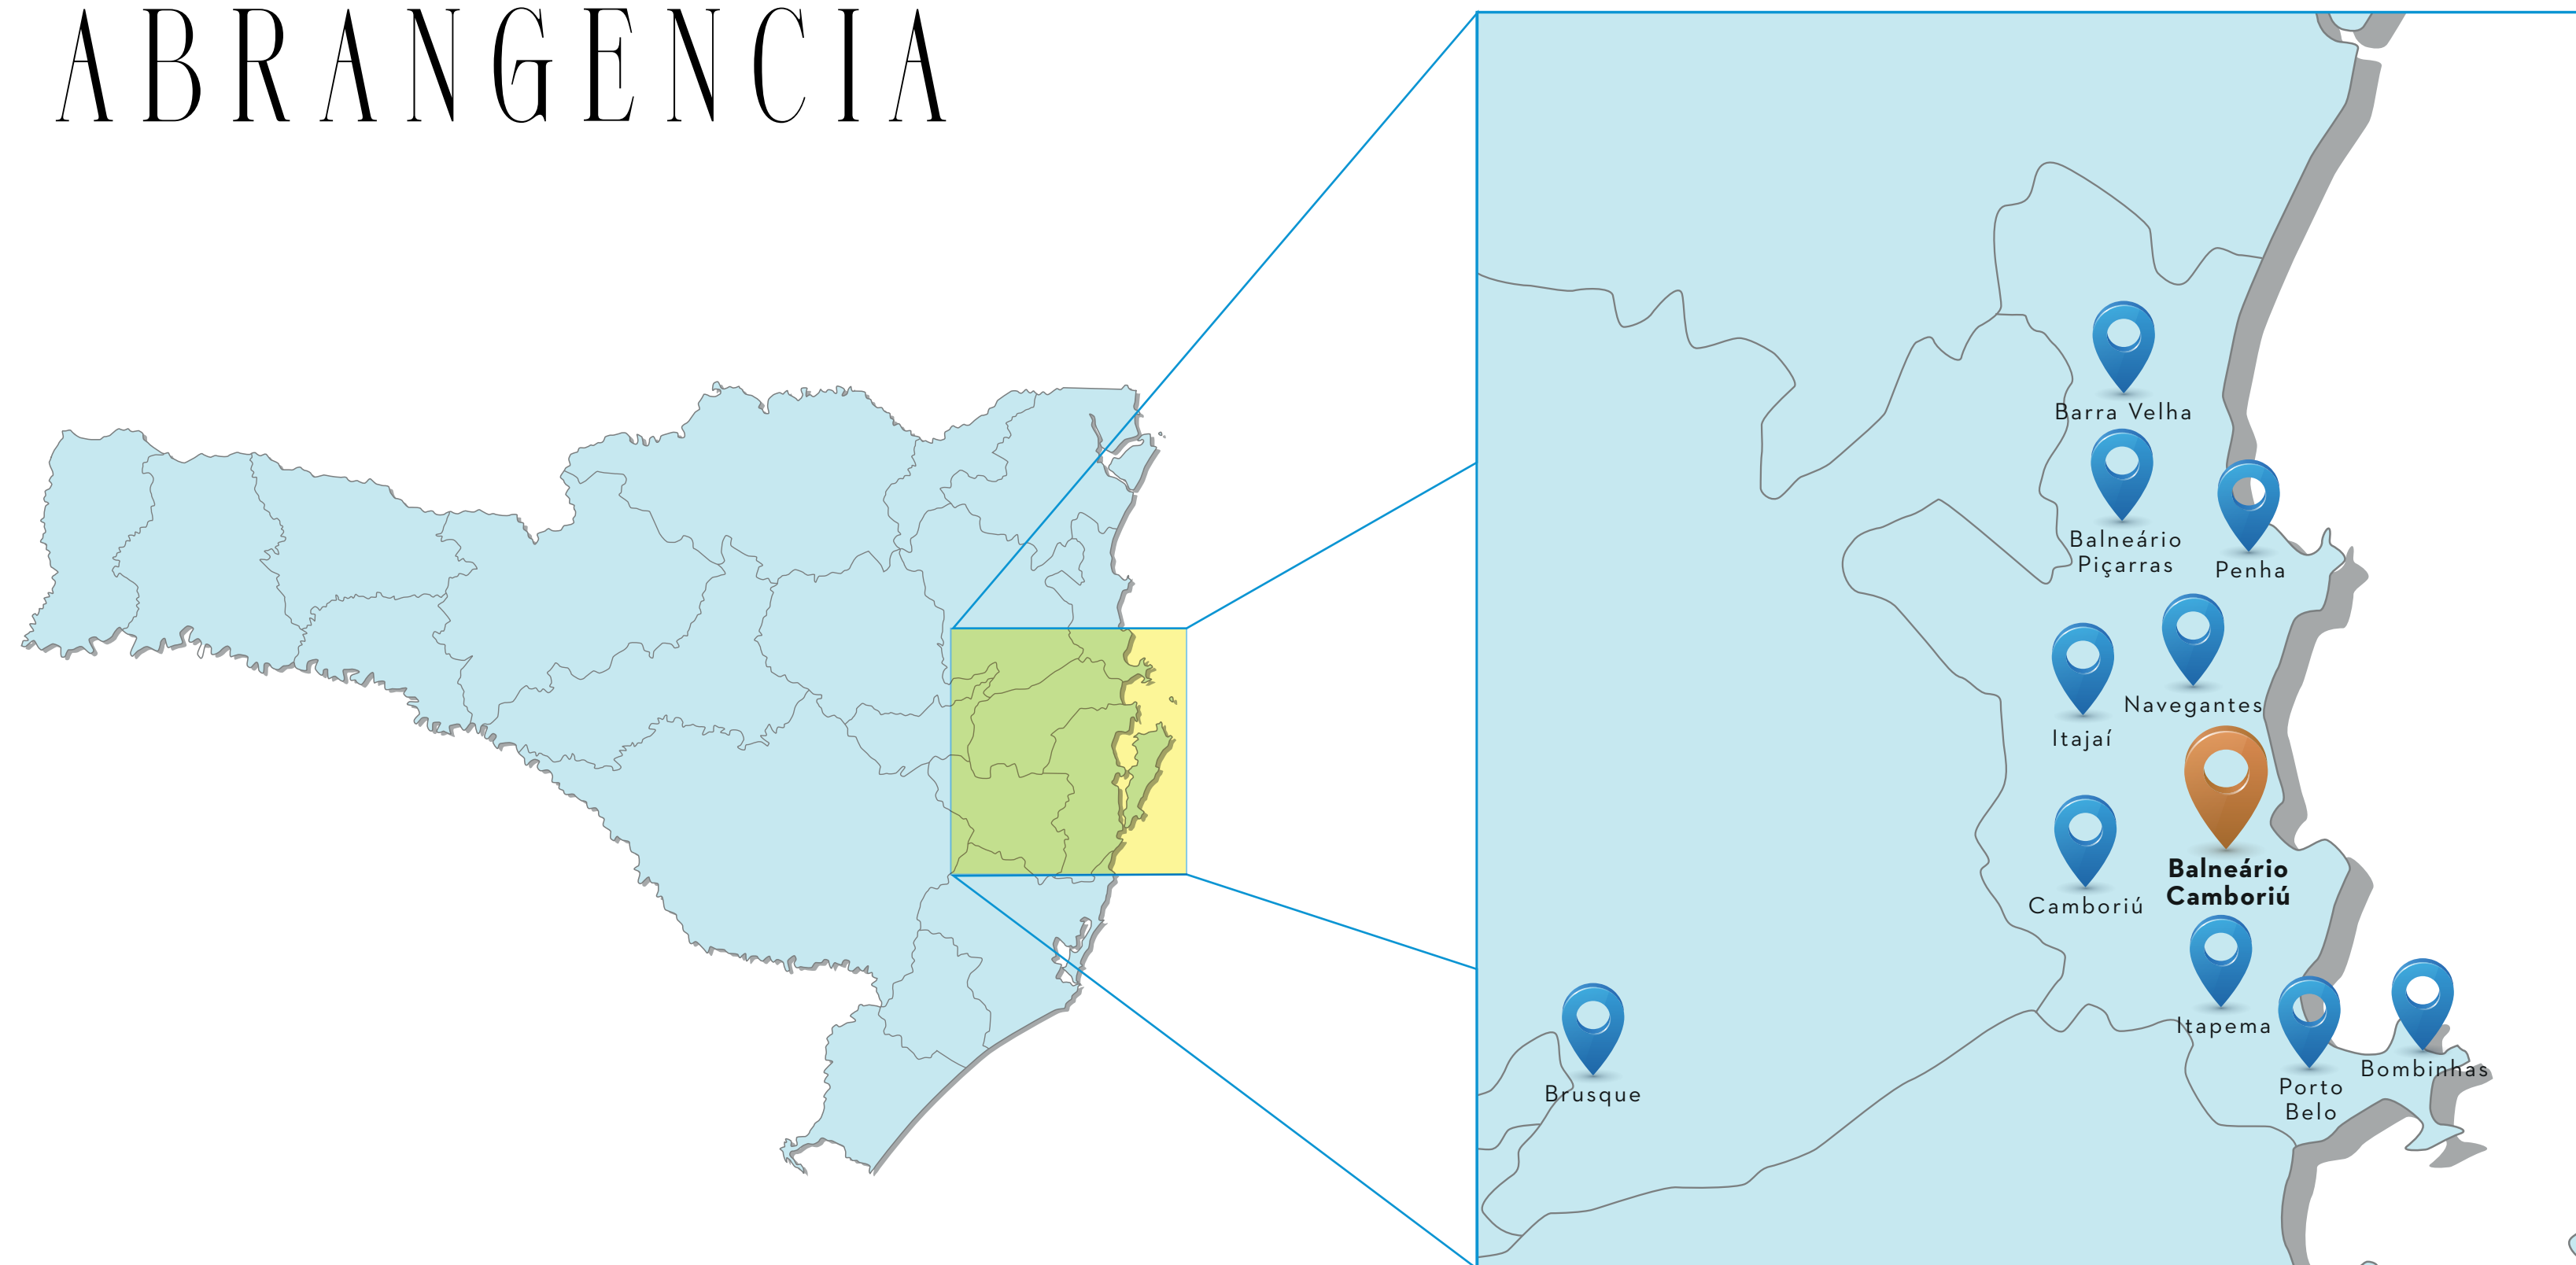 ABRANGENCIA
Barra Velha
Balneário
Piçarras
Penha
Navegantes
Itajaí
Balneário
Camboriú
Camboriú
Itapema
Bombinhas
Porto
Belo
Brusque